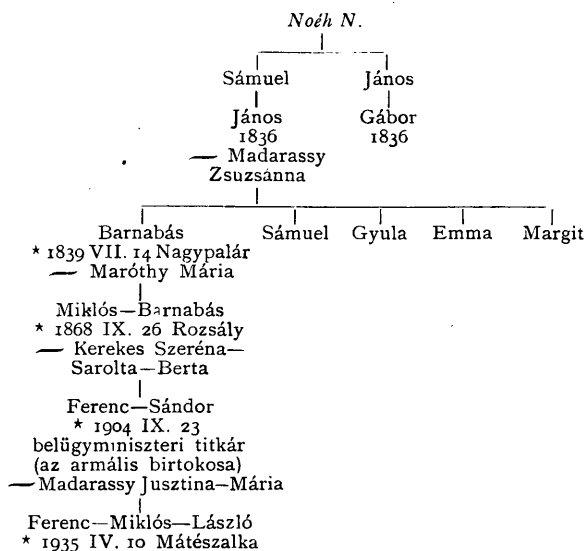 Noéh N.
Sámuel János
János Gábor
1836 1836
— Madarassy
Zsuzsánna
Barnabás Sámuel Gyula Emma Margit
* 1839 VII. 14 Nagypalár
— Maróthy Mária
Miklós—Barnabás
* 1868 IX. 26 Rozsály
— Kerekes Szeréna—
Sarolta—Berta
Ferenc—Sándor
* 1904 IX. 23
belügyminiszteri titkár
(az armális birtokosa)
— Madarassy Jusztina—Mária
Ferenc—Miklós—László
* 1935 IV. 10 Mátészalka